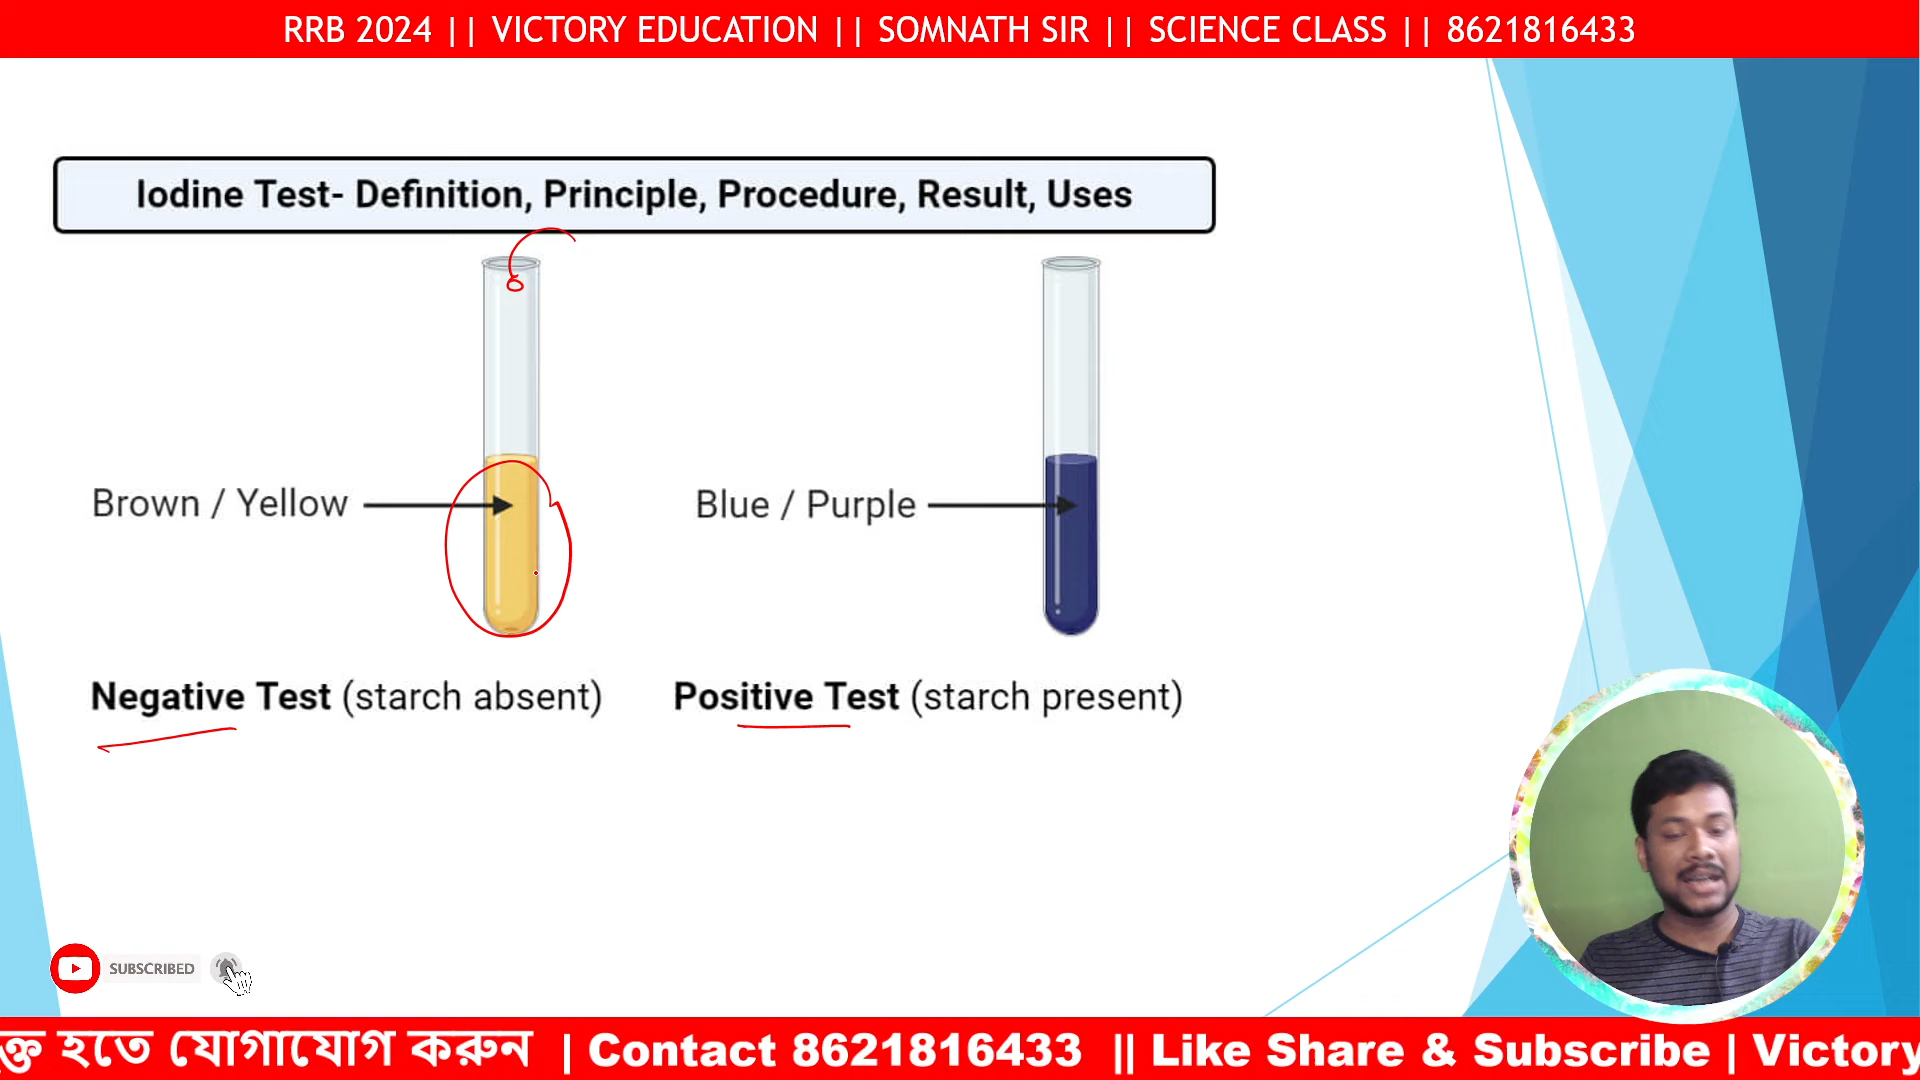 RRB 2024 || VICTORY EDUCATION || SOMNATH SIR || SCIENCE CLASS || 8621816433
Iodine Test- Definition, Principle, Procedure, Result, Uses
Brown / Yellow
Blue / Purple
Negative Test (starch absent)
Positive Test (starch present)
SUBSCRIBED
হতে যোগাযোগ করুন | Contact 8621816433 || Like Share & Subscribe | Victory